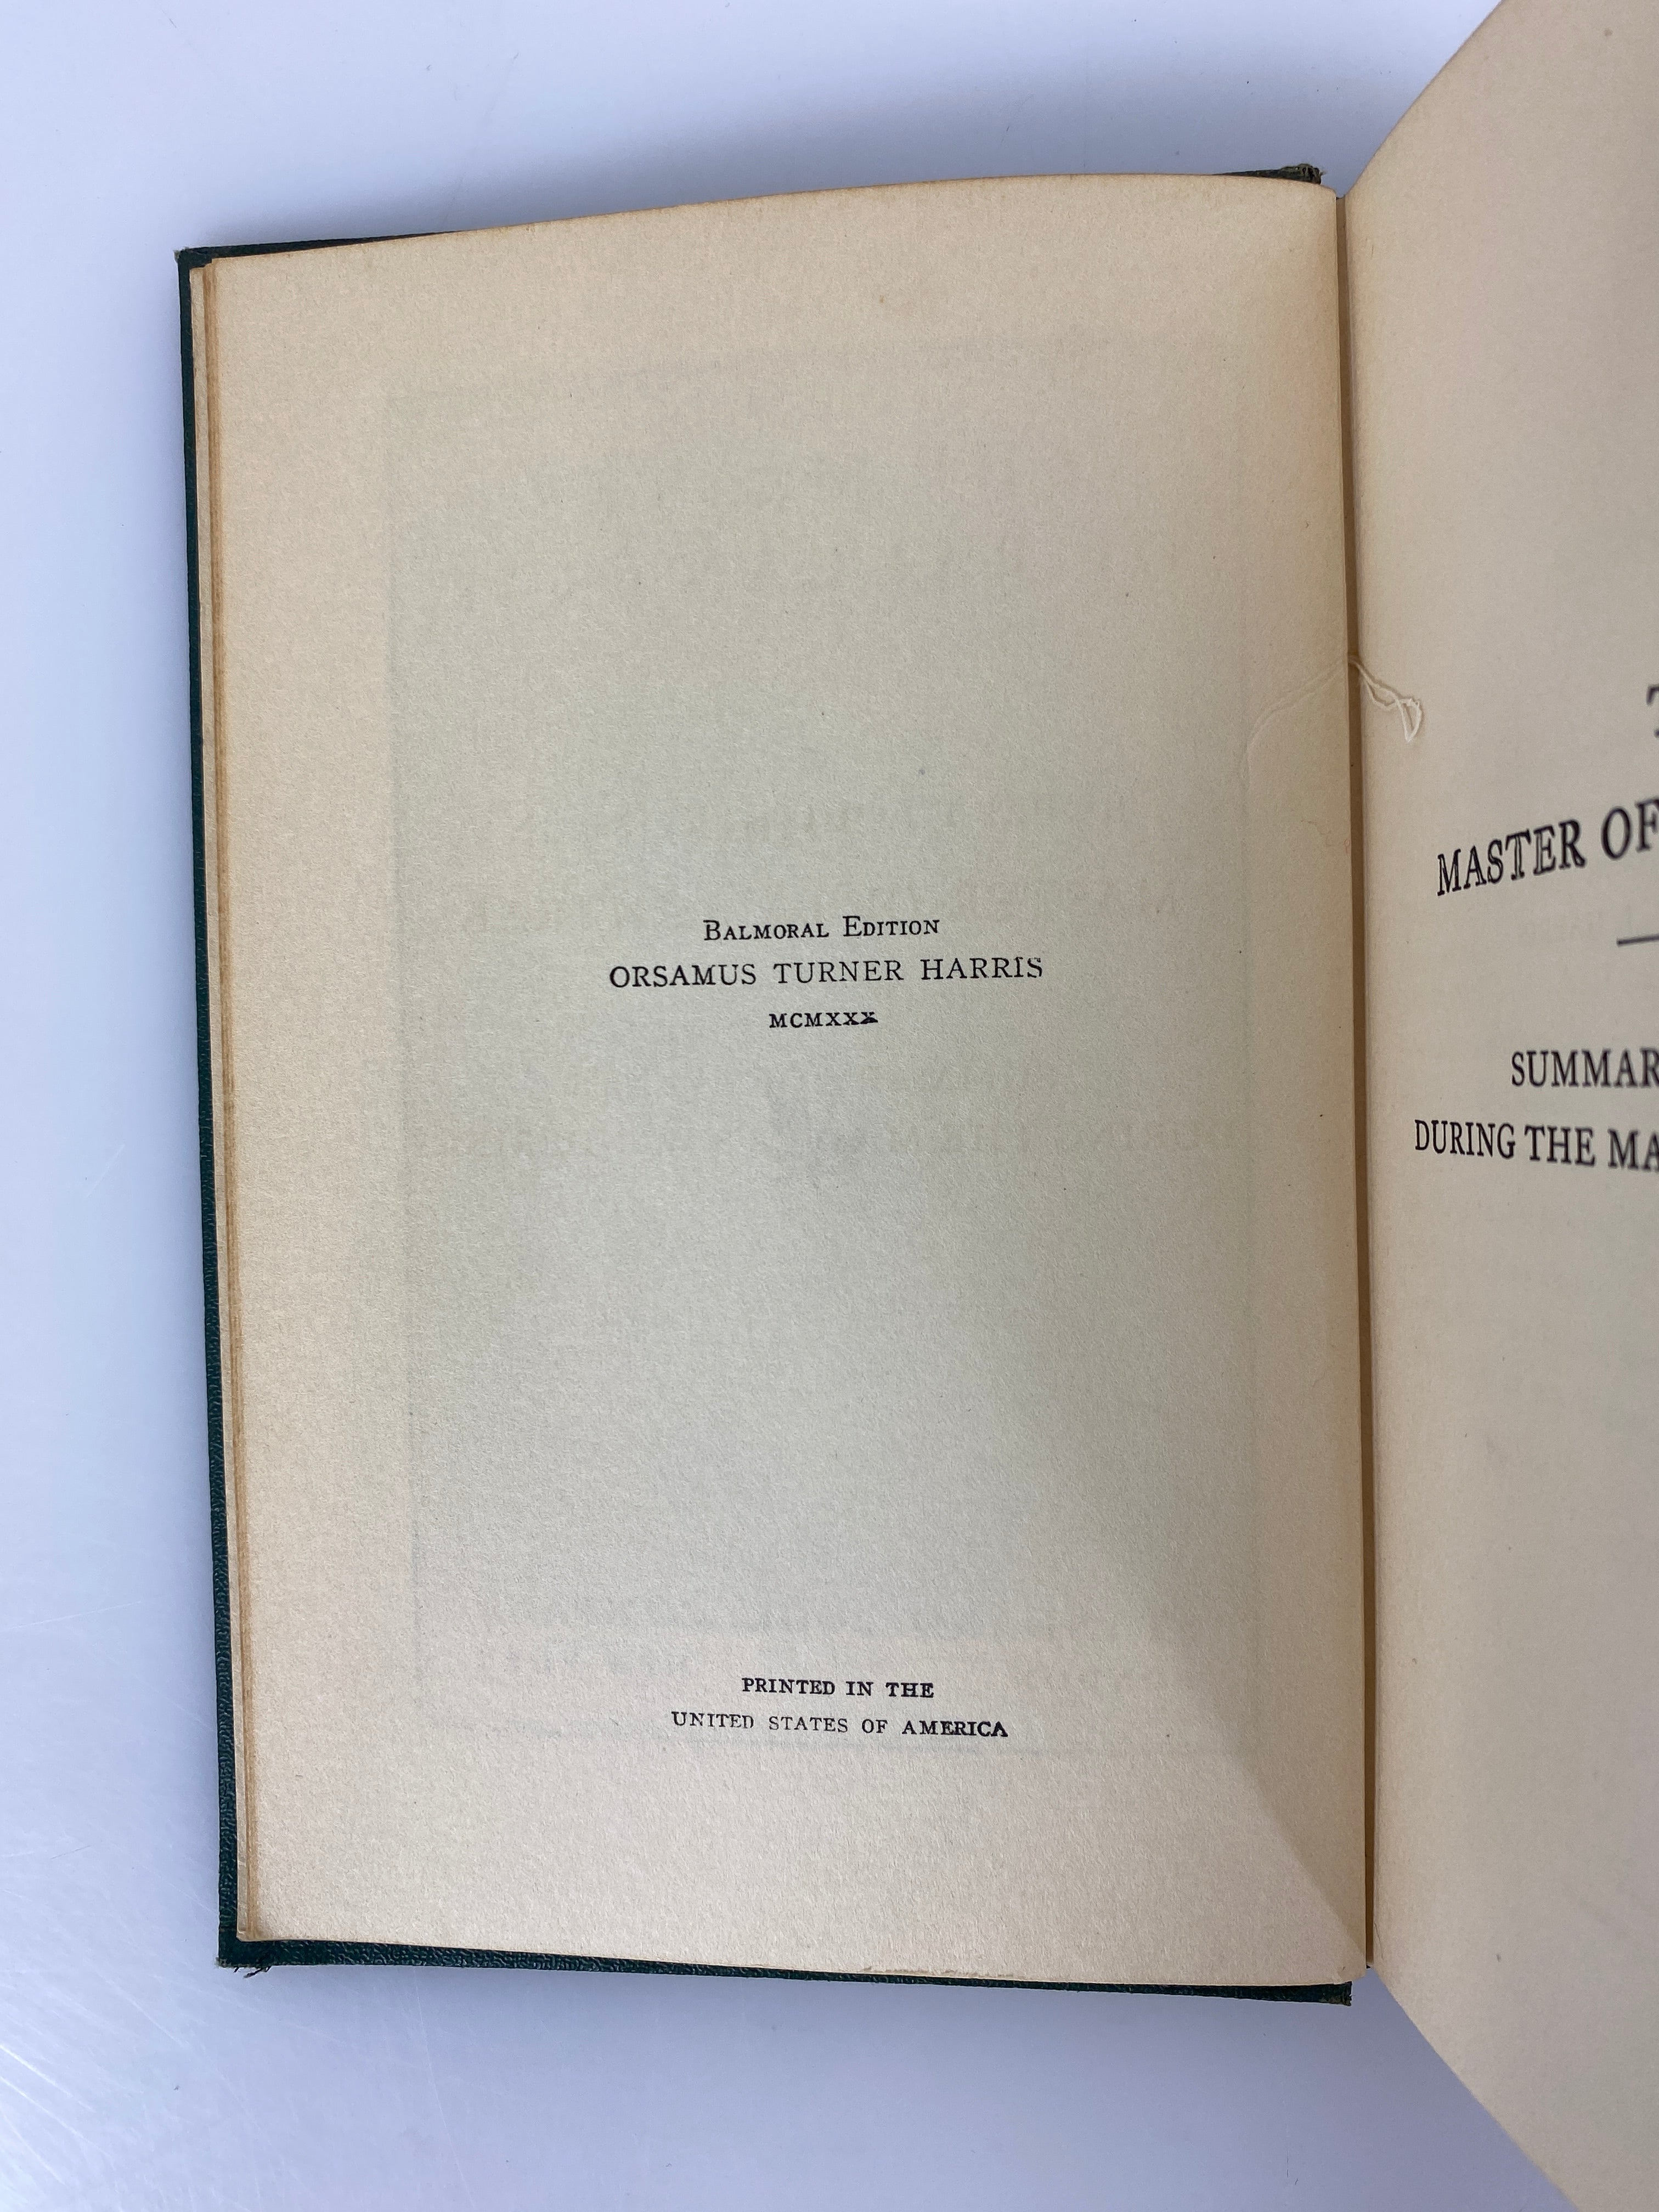 Balmoral Edition
ORSAMUS TURNER HARRIS
MCMXXX
PRINTED IN THE
UNITED STATES OF AMERICA
MASTER OF
SUMMAR
DURING THE MA